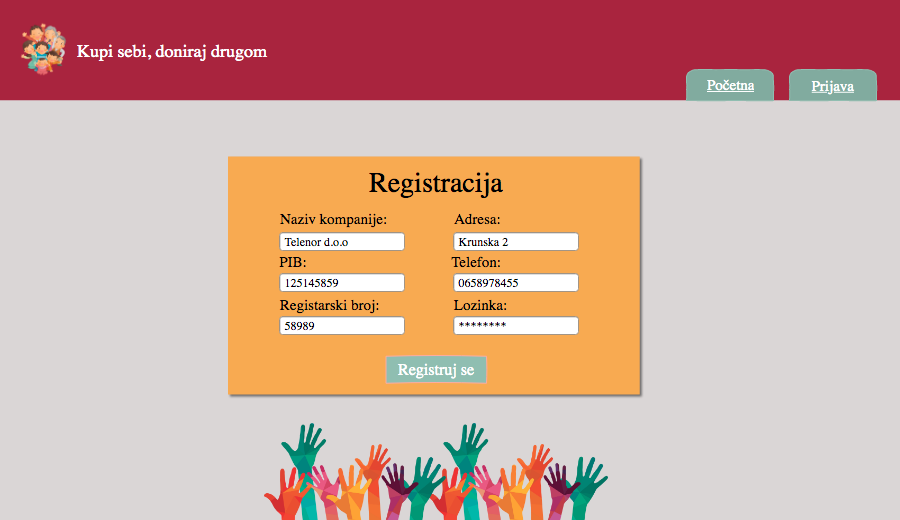 Kupi sebi, doniraj drugom
Početna
Prijava
Registracija
Naziv kompanije:
Adresa:
Telenor d.o.o
Krunska 2
PIB:
Telefon:
125145859
0658978455
Registarski broj:
Lozinka:
58989
********
Registruj se